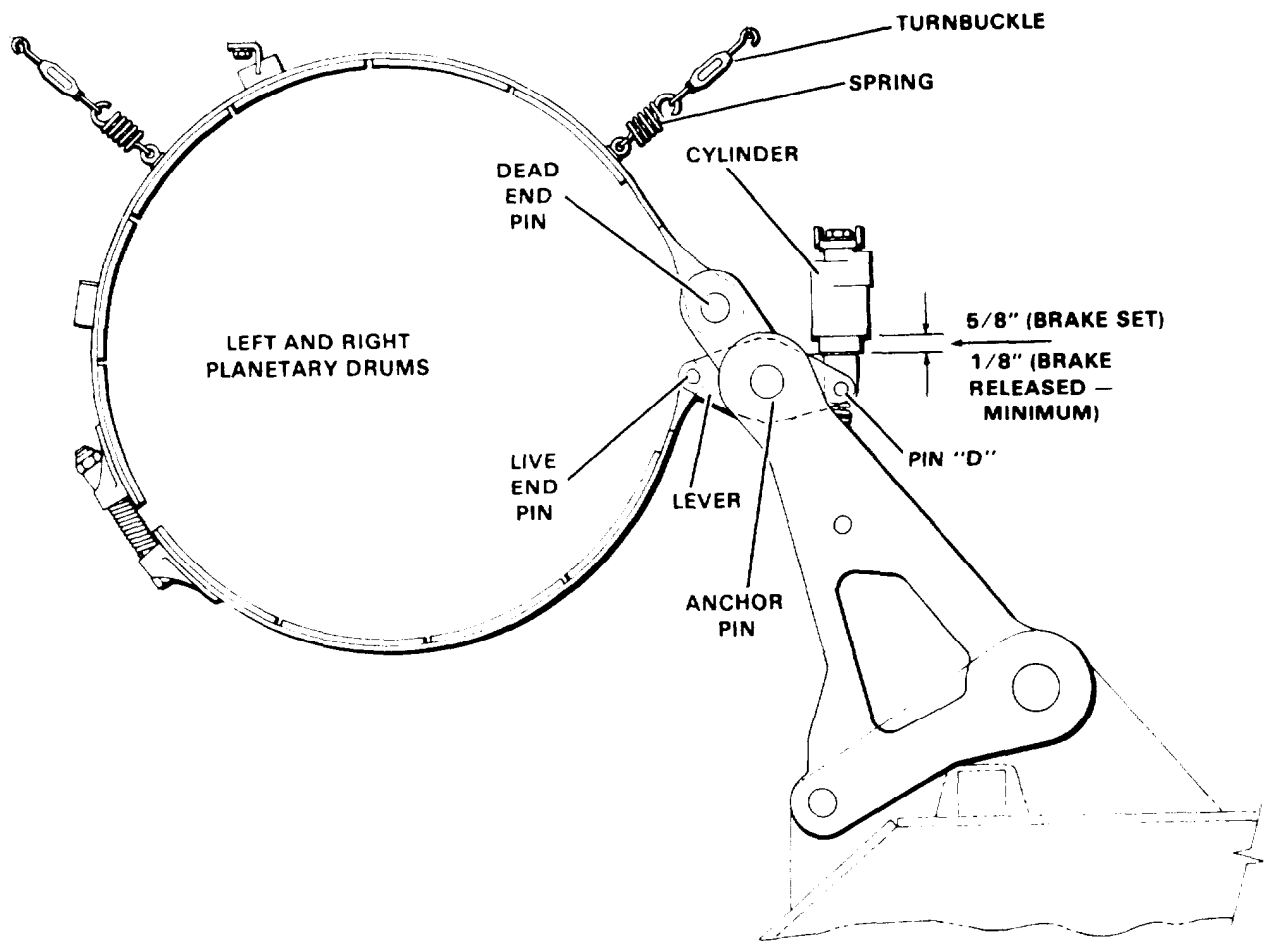 TURNBUCKLE
SPRING
CYLINDER
DEAD
END
PIN
5/8" (BRAKE SET)
1/8" (BRAKE
RELEASED —
MINIMUM)
LEFT AND RIGHT
PLANETARY DRUMS
PIN "D"
LIVE
END
PIN
LEVER
ANCHOR
PIN